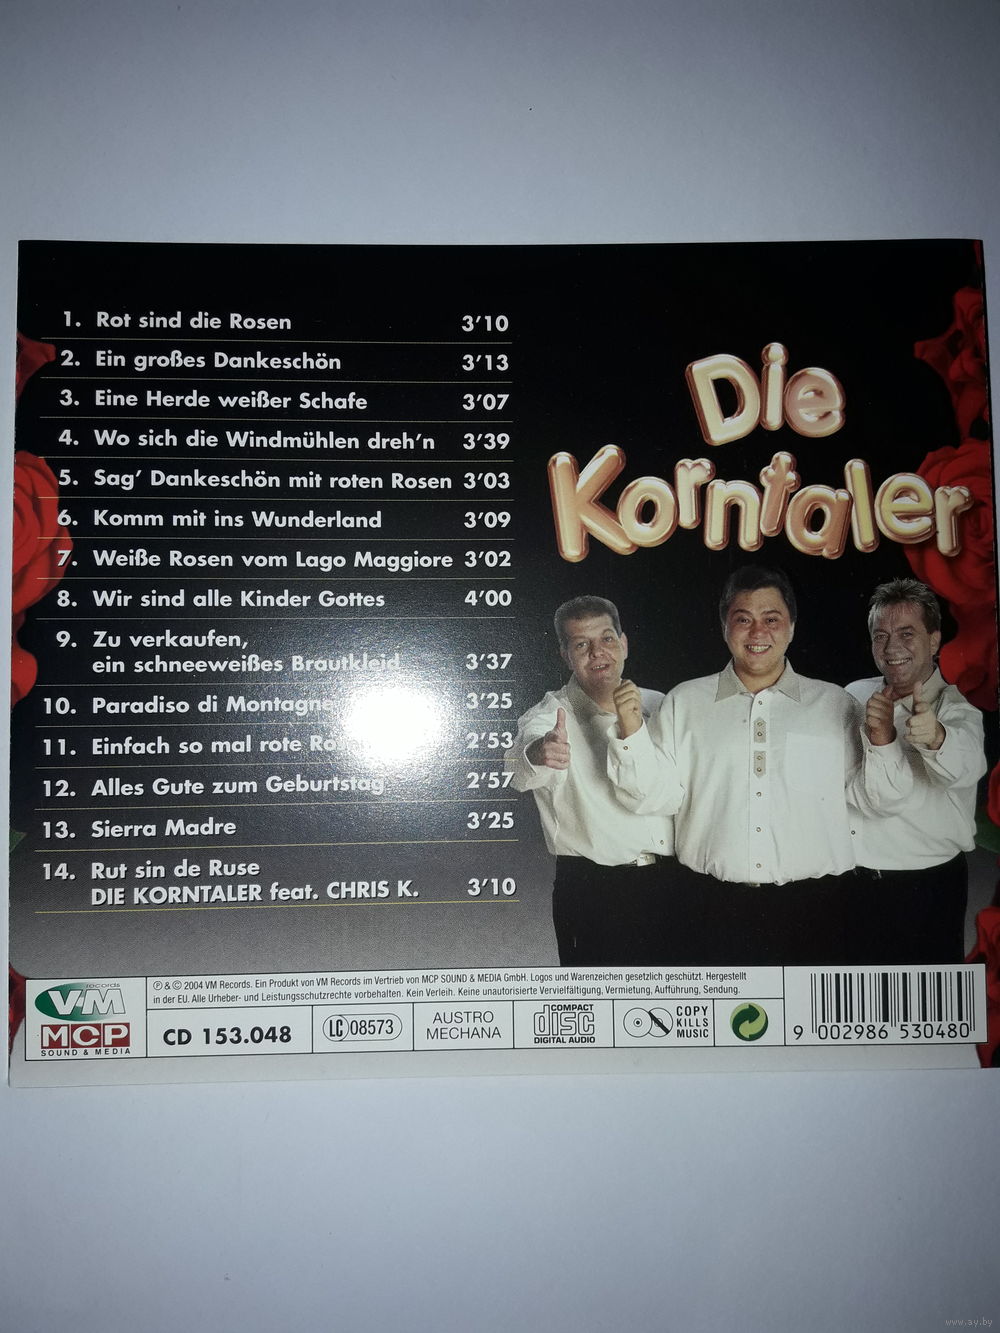 1. Rot sind die Rosen 3'10
2. Ein großes Dankeschön 3'13
3. Eine Herde weißer Schafe 3'07
4. Wo sich die Windmühlen dreh'n 3'39
5. Sag' Dankeschön mit roten Rosen 3'03
6. Komm mit ins Wunderland 3'09
7. Weiße Rosen vom Lago Maggiore 3'02
8. Wir sind alle Kinder Gottes 4'00
9. Zu verkaufen,
ein schneeweißes Brautkleid 3'37
10. Paradiso di Montagne 3'25
11. Einfach so mal rote 2'53
12. Alles Gute zum Geburtstag 2'57
13. Sierra Madre 3'25
14. Rut sin de Ruse
DIE KORNTALER feat. CHRIS K. 3'10
Die
Korntaler
records
VM
MCP
SOUND & MEDIA
℗ & © 2004 VM Records. Ein Produkt von VM Records im Vertrieb von MCP SOUND & MEDIA GmbH. Logos und Warenzeichen gesetzlich geschützt. Hergestellt
in der EU. Alle Urheber- und Leistungsschutzrechte vorbehalten. Kein Verleih. Keine unautorisierte Vervielfältigung, Vermietung, Aufführung, Sendung.
CD 153.048
LC 08573
AUSTRO
MECHANA
COMPACT
disc
DIGITAL AUDIO
COPY
KILLS
MUSIC
9 002986 530480
www.ay.by